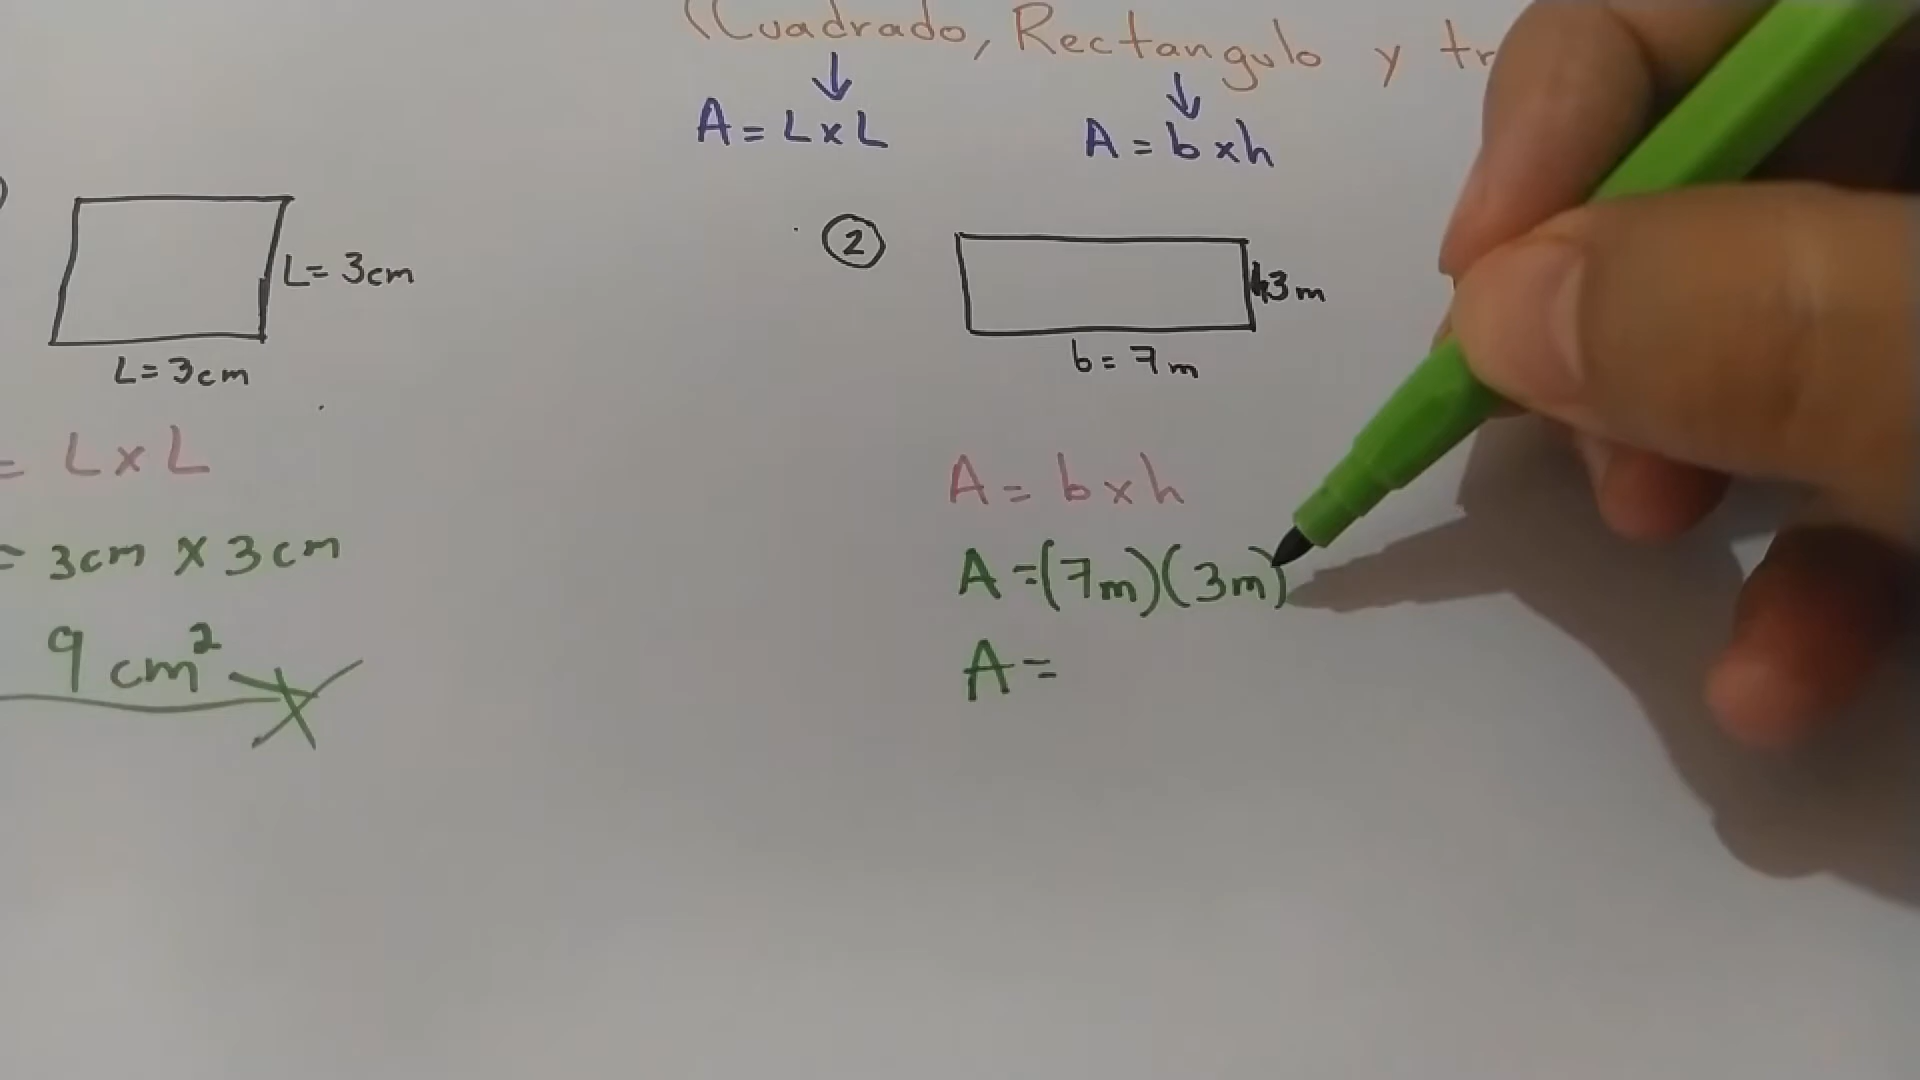 (Cuadrado, Rectangulo y
A = L x L
A = b x h
L = 3cm
L = 3cm
= L x L
= 3cm x 3cm
9 cm²
2
3m
b = 7m
A = b x h
A = (7m)(3m)
A =